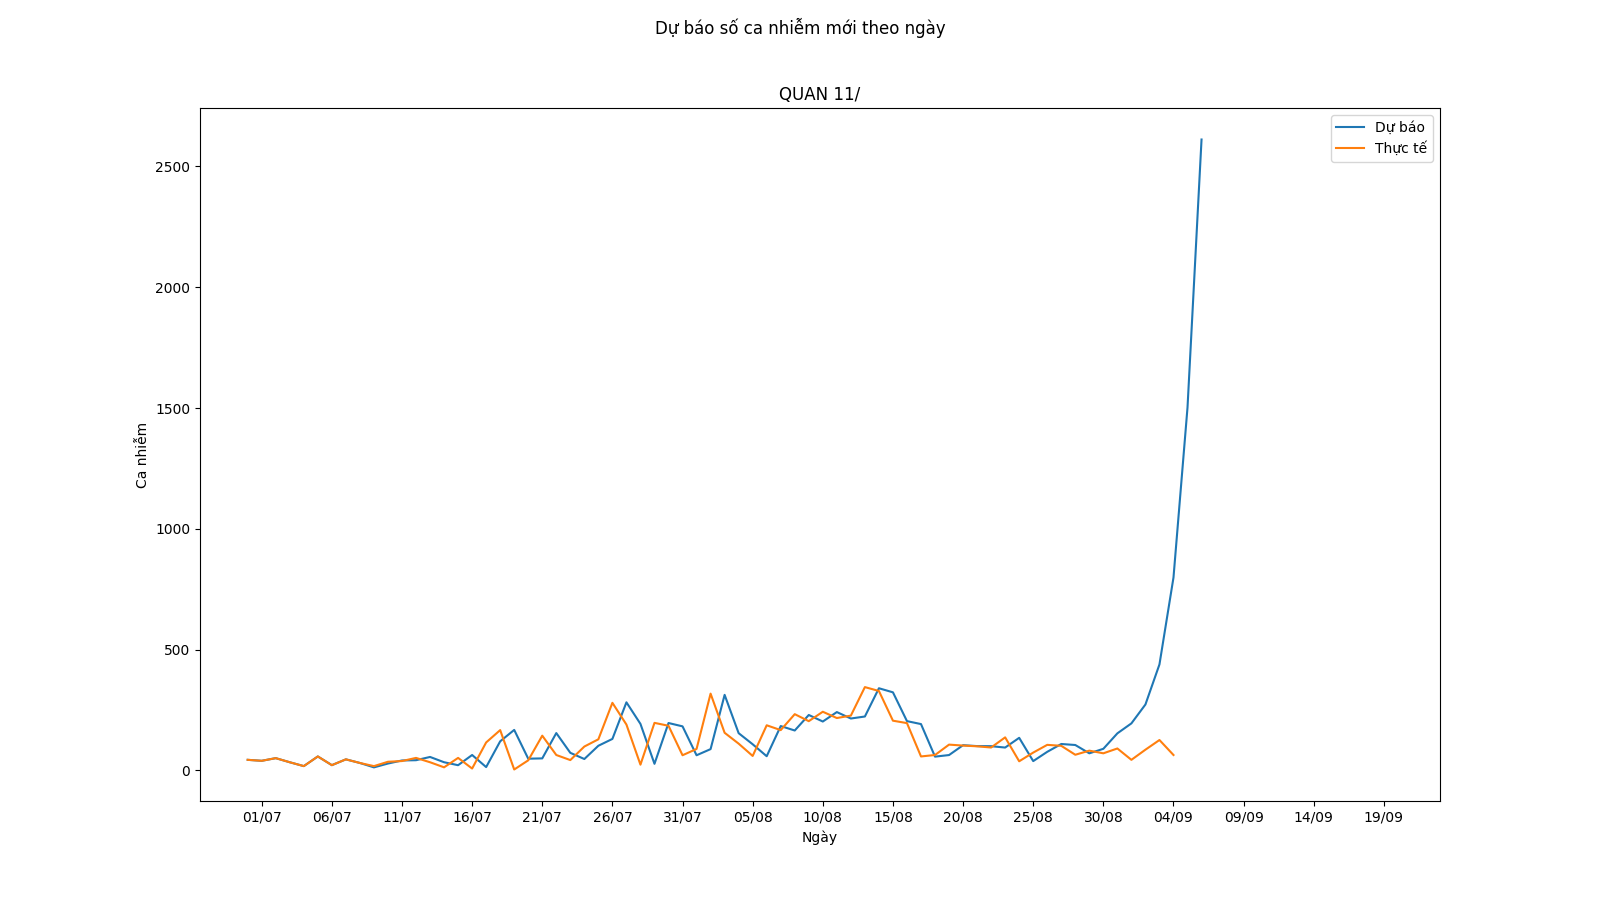 Dự báo số ca nhiễm mới theo ngày
QUAN 11/
Dự báo
Thực tế
2500
2000
1500
1000
500
0
Ca nhiễm
01/07 06/07 11/07 16/07 21/07 26/07 31/07 05/08 10/08 15/08 20/08 25/08 30/08 04/09 09/09 14/09 19/09
Ngày